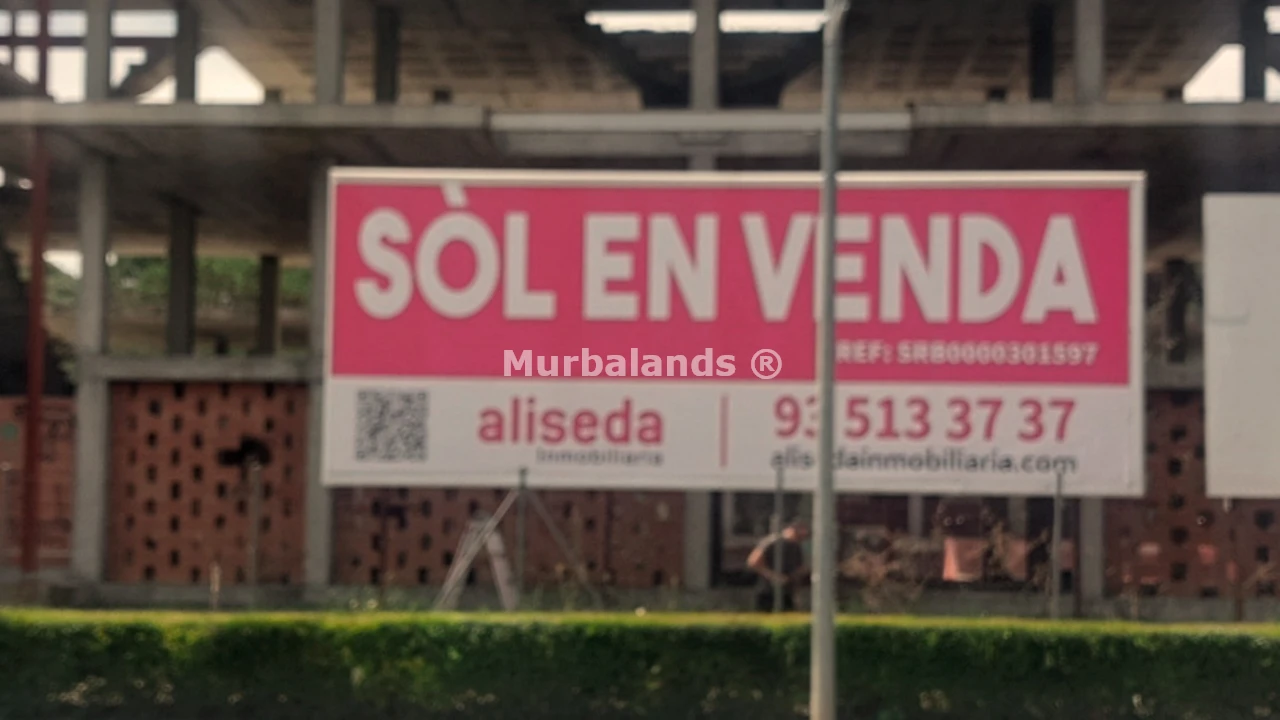 SÒL EN VENDA
REF: SRB0000301597
Murbalands ®
aliseda
Inmobiliaria
93 513 37 37
alisedainmobiliaria.com